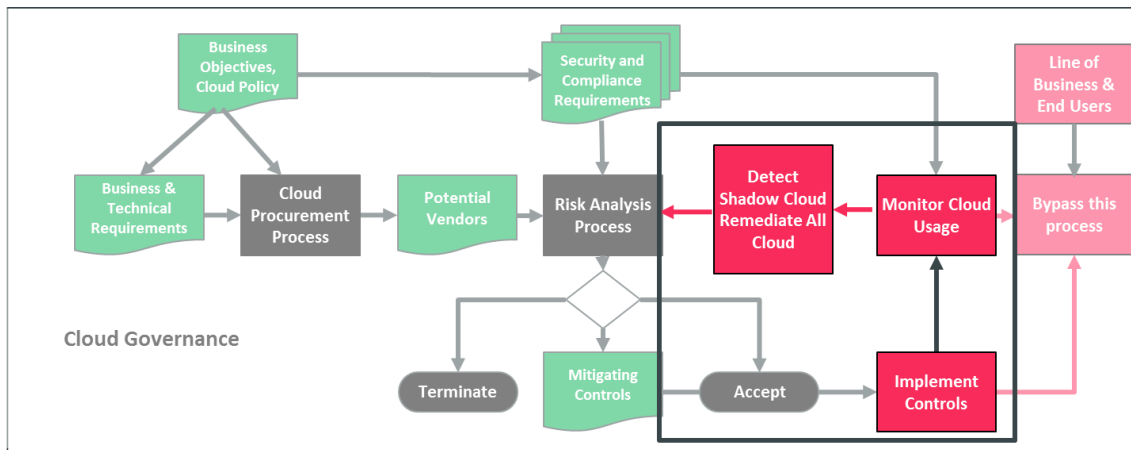 Business
Objectives,
Cloud Policy
Security and
Compliance
Requirements
Line of
Business &
End Users
Business &
Technical
Requirements
Cloud
Procurement
Process
Potential
Vendors
Risk Analysis
Process
Detect
Shadow Cloud
Remediate All
Cloud
Monitor Cloud
Usage
Bypass this
process
Cloud Governance
Terminate
Mitigating
Controls
Accept
Implement
Controls